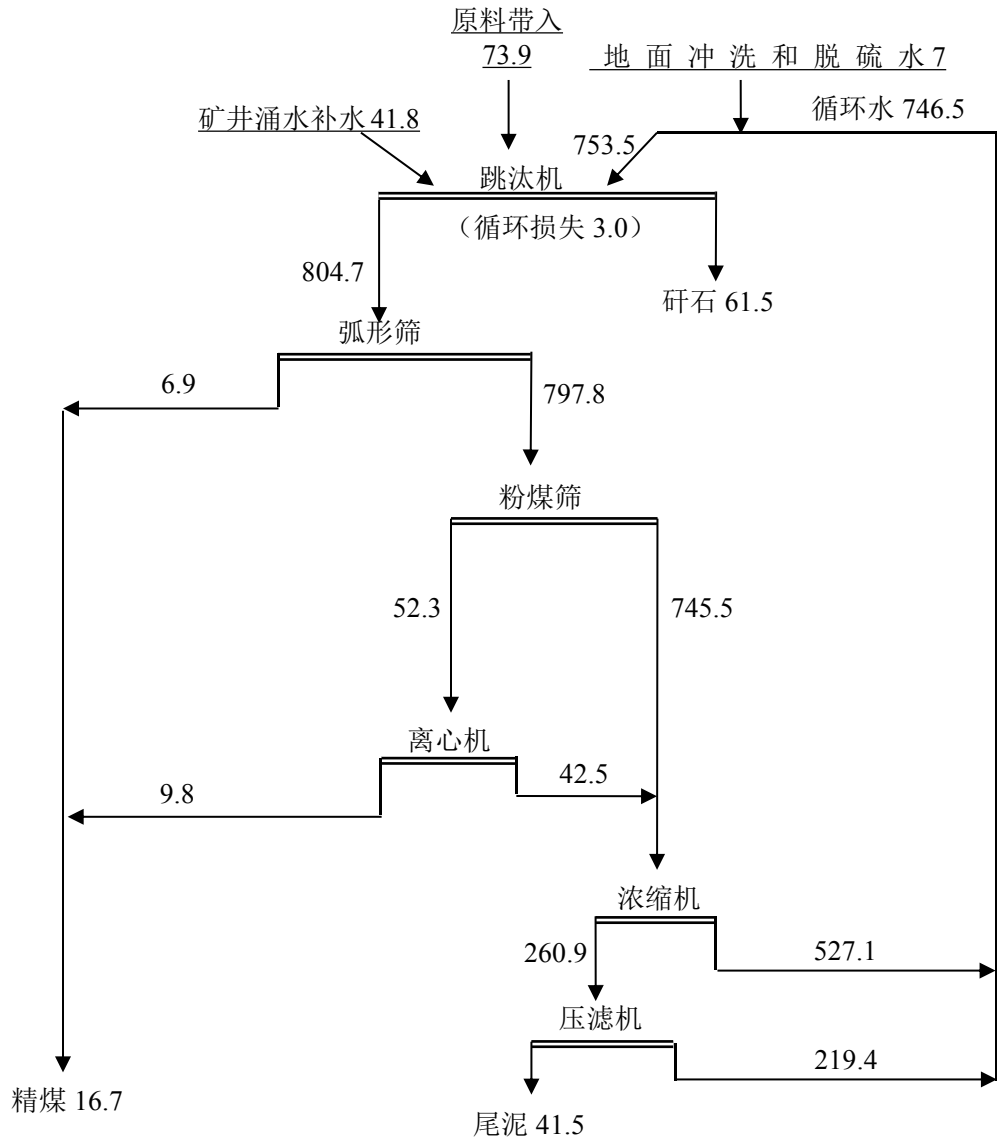 原料带入
73.9
地面冲洗和脱硫水7
矿井涌水补水41.8
循环水 746.5
753.5
跳汰机
（循环损失 3.0）
804.7
矸石 61.5
弧形筛
6.9
797.8
粉煤筛
52.3
745.5
离心机
9.8
42.5
浓缩机
260.9
527.1
压滤机
219.4
精煤 16.7
尾泥 41.5